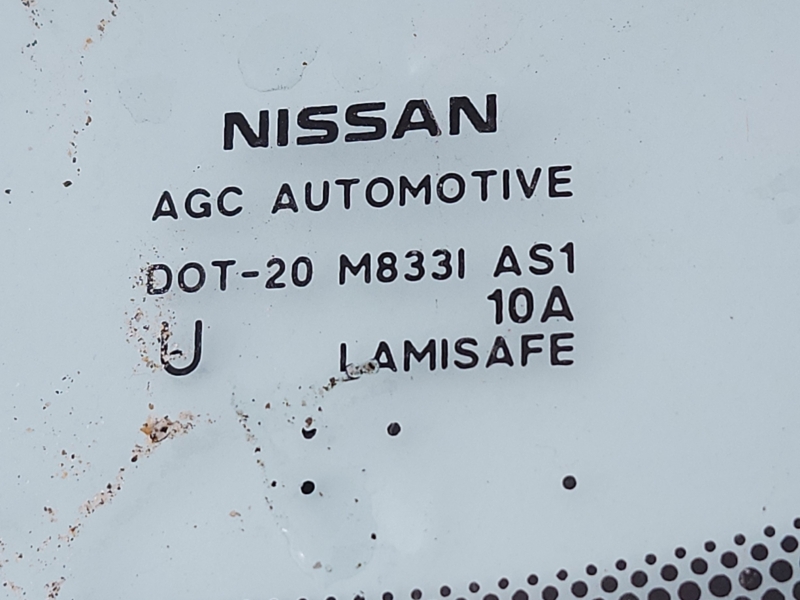 NISSAN
AGC AUTOMOTIVE
DOT-20 M833I AS1
10A
U LAMISAFE